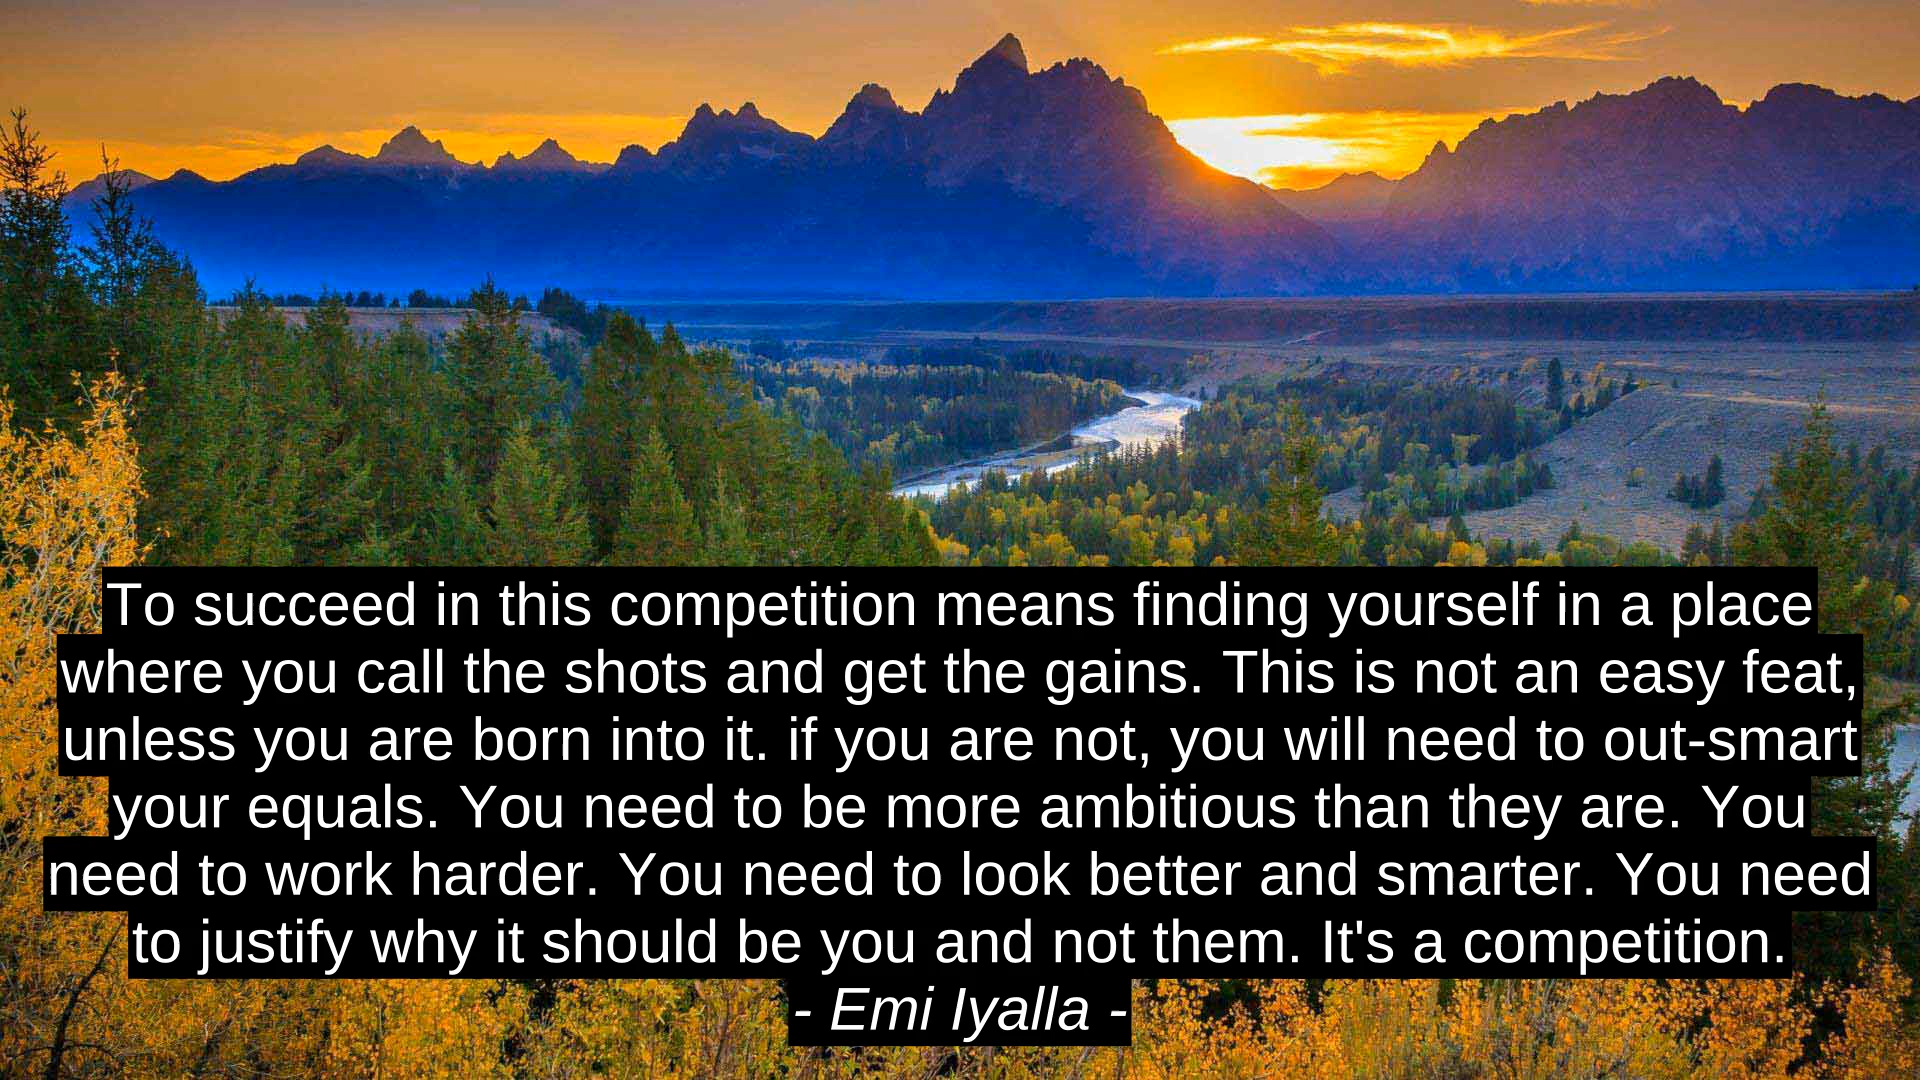 To succeed in this competition means finding yourself in a place
where you call the shots and get the gains. This is not an easy feat,
unless you are born into it. if you are not, you will need to out-smart
your equals. You need to be more ambitious than they are. You
need to work harder. You need to look better and smarter. You need
to justify why it should be you and not them. It's a competition.
- Emi Iyalla -